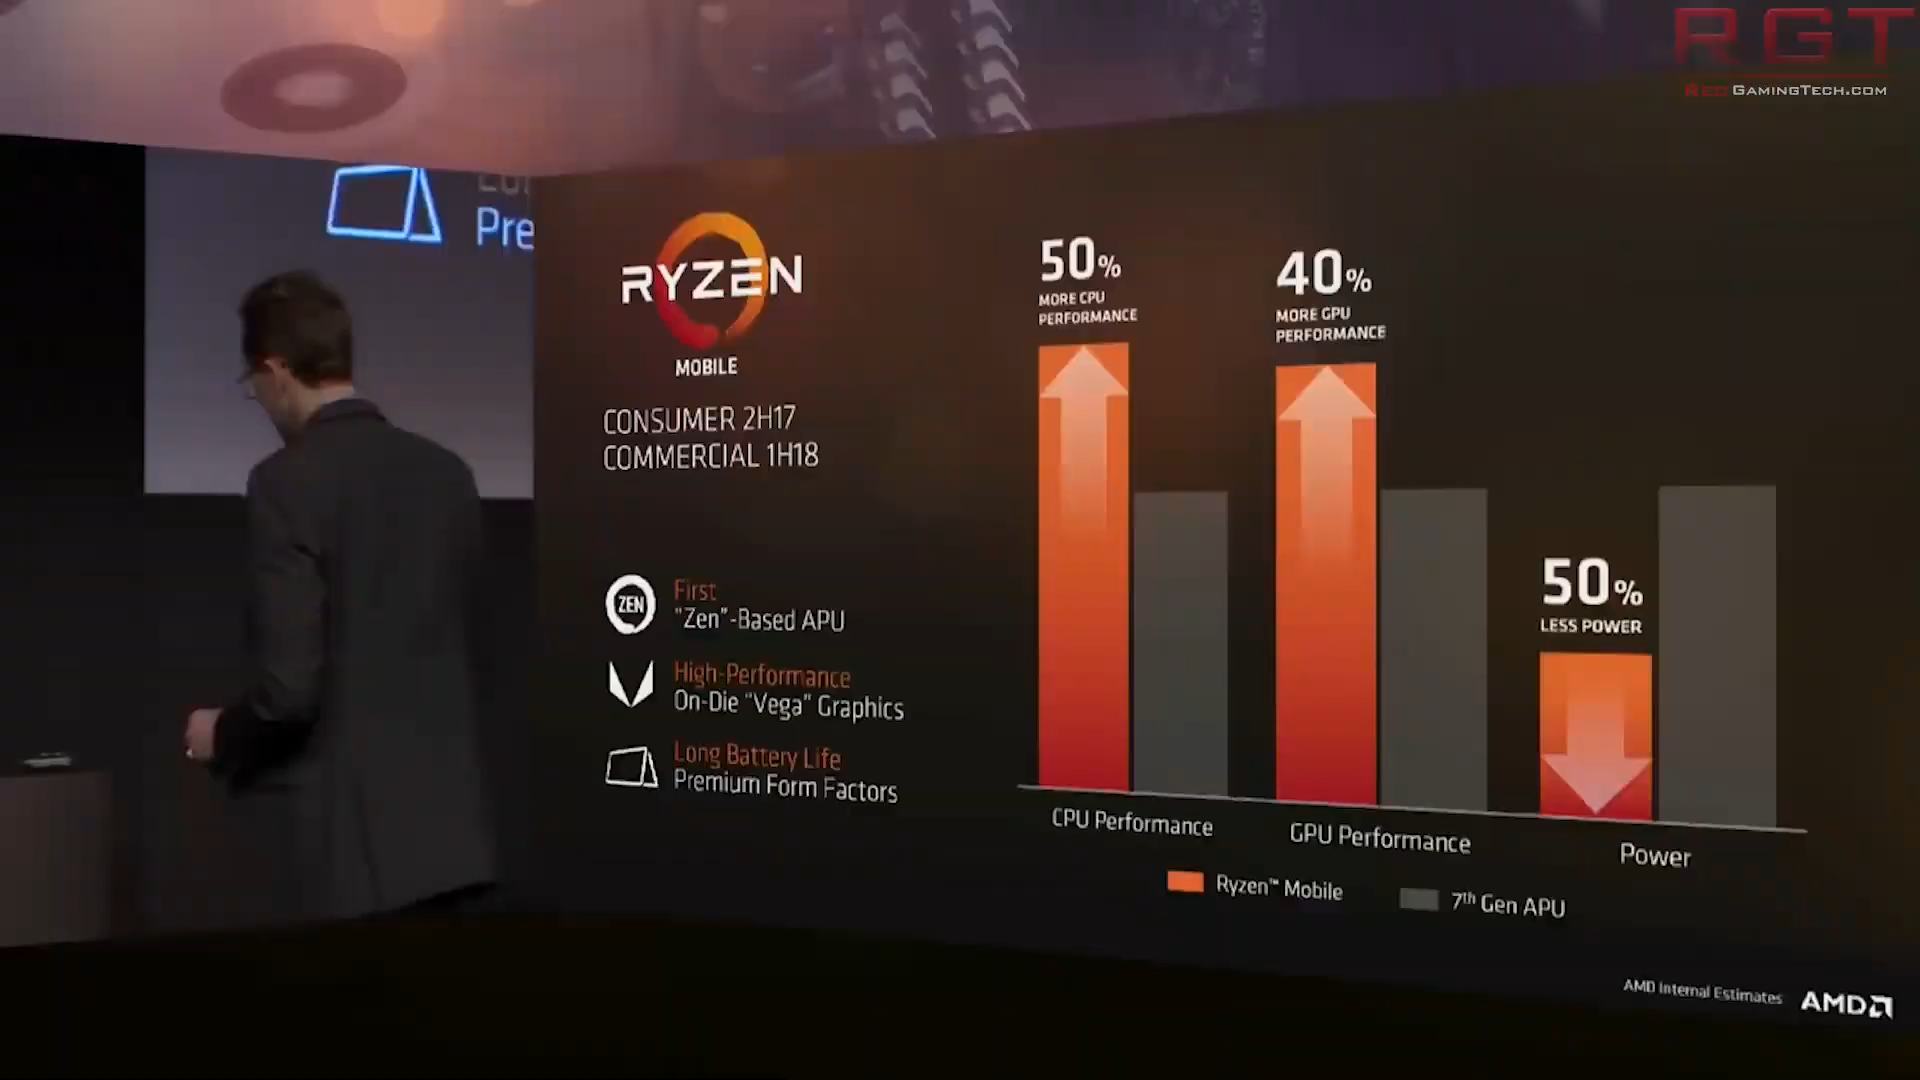 RGT
RedGamingTech.com
Pre
RYZEN
MOBILE
CONSUMER 2H17
COMMERCIAL 1H18
ZEN
First
"Zen"-Based APU
High-Performance
On-Die "Vega" Graphics
Long Battery Life
Premium Form Factors
50%
MORE CPU
PERFORMANCE
40%
MORE GPU
PERFORMANCE
50%
LESS POWER
CPU Performance
GPU Performance
Power
Ryzen™ Mobile
7th Gen APU
AMD Internal Estimates
AMD